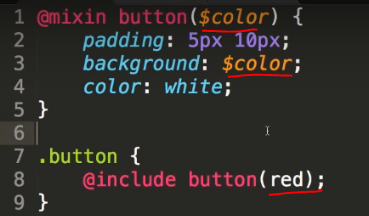 1 @mixin button($color) {
2     padding: 5px 10px;
3     background: $color;
4     color: white;
5 }
6
7 .button {
8     @include button(red);
9 }